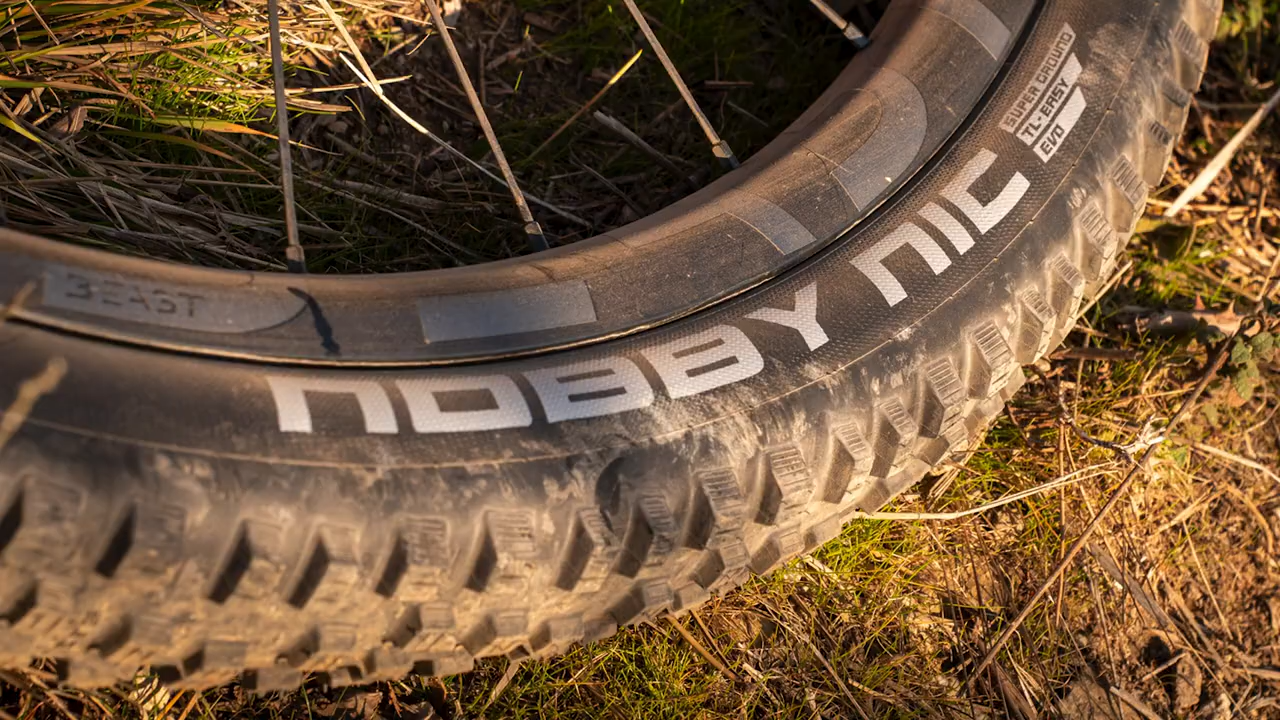 BEAST
NOBBY NIC
SUPER GROUND
TL-EASY
EVO